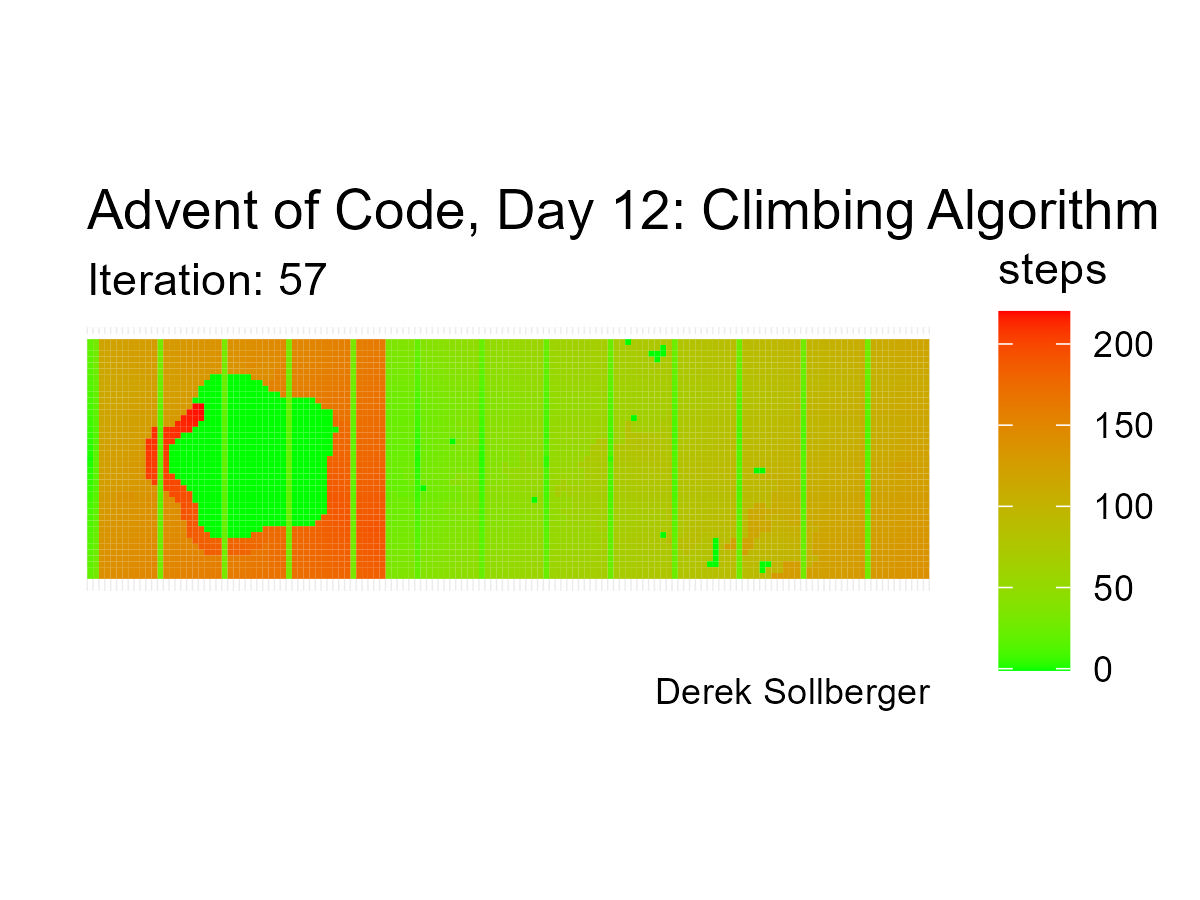 Advent of Code, Day 12: Climbing Algorithm
Iteration: 57
steps
200
150
100
50
0
Derek Sollberger